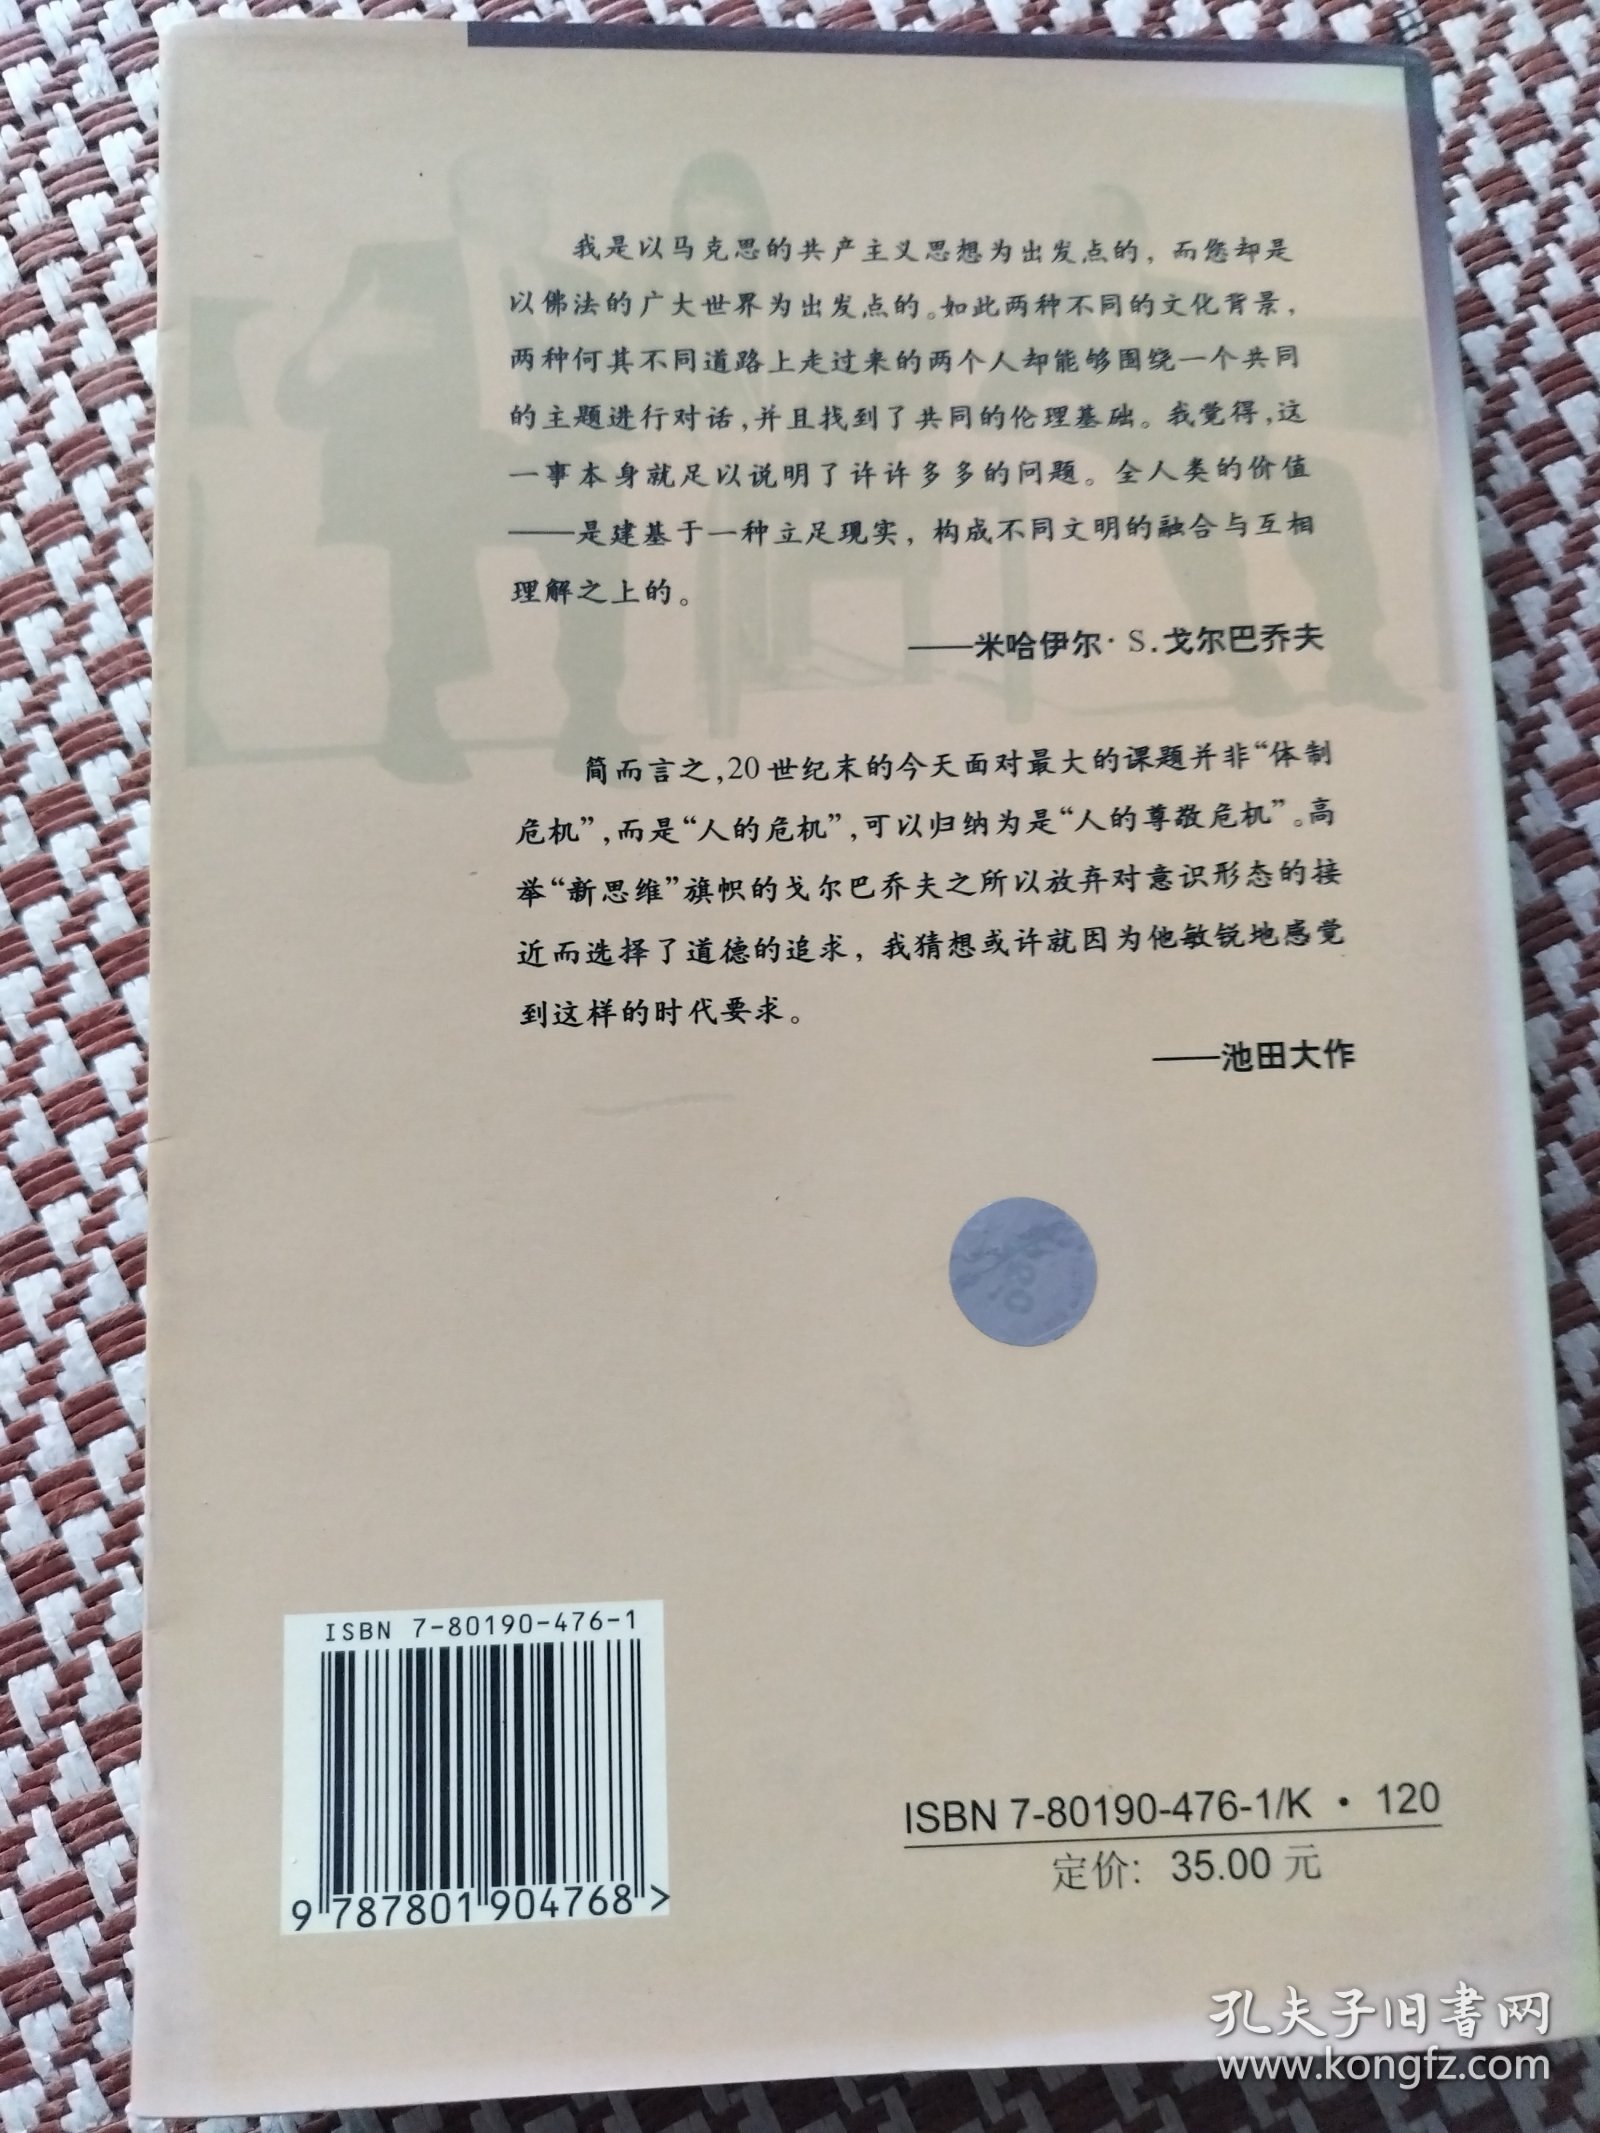 我是以马克思的共产主义思想为出发点的，而您却是
以佛法的广大世界为出发点的。如此两种不同的文化背景，
两种何其不同道路上走过来的两个人却能够围绕一个共同
的主题进行对话，并且找到了共同的伦理基础。我觉得，这
一事本身就足以说明了许许多多的问题。全人类的价值
——是建基于一种立足现实，构成不同文明的融合与互相
理解之上的。
——米哈伊尔·S.戈尔巴乔夫
简而言之，20世纪末的今天面对最大的课题并非“体制
危机”，而是“人的危机”，可以归纳为是“人的尊敬危机”。高
举“新思维”旗帜的戈尔巴乔夫之所以放弃对意识形态的接
近而选择了道德的追求，我猜想或许就因为他敏锐地感觉
到这样的时代要求。
——池田大作
ISBN 7-80190-476-1
9 787801 904768 >
ISBN 7-80190-476-1/K · 120
定价：35.00 元
孔夫子旧书网
www.kongfz.com